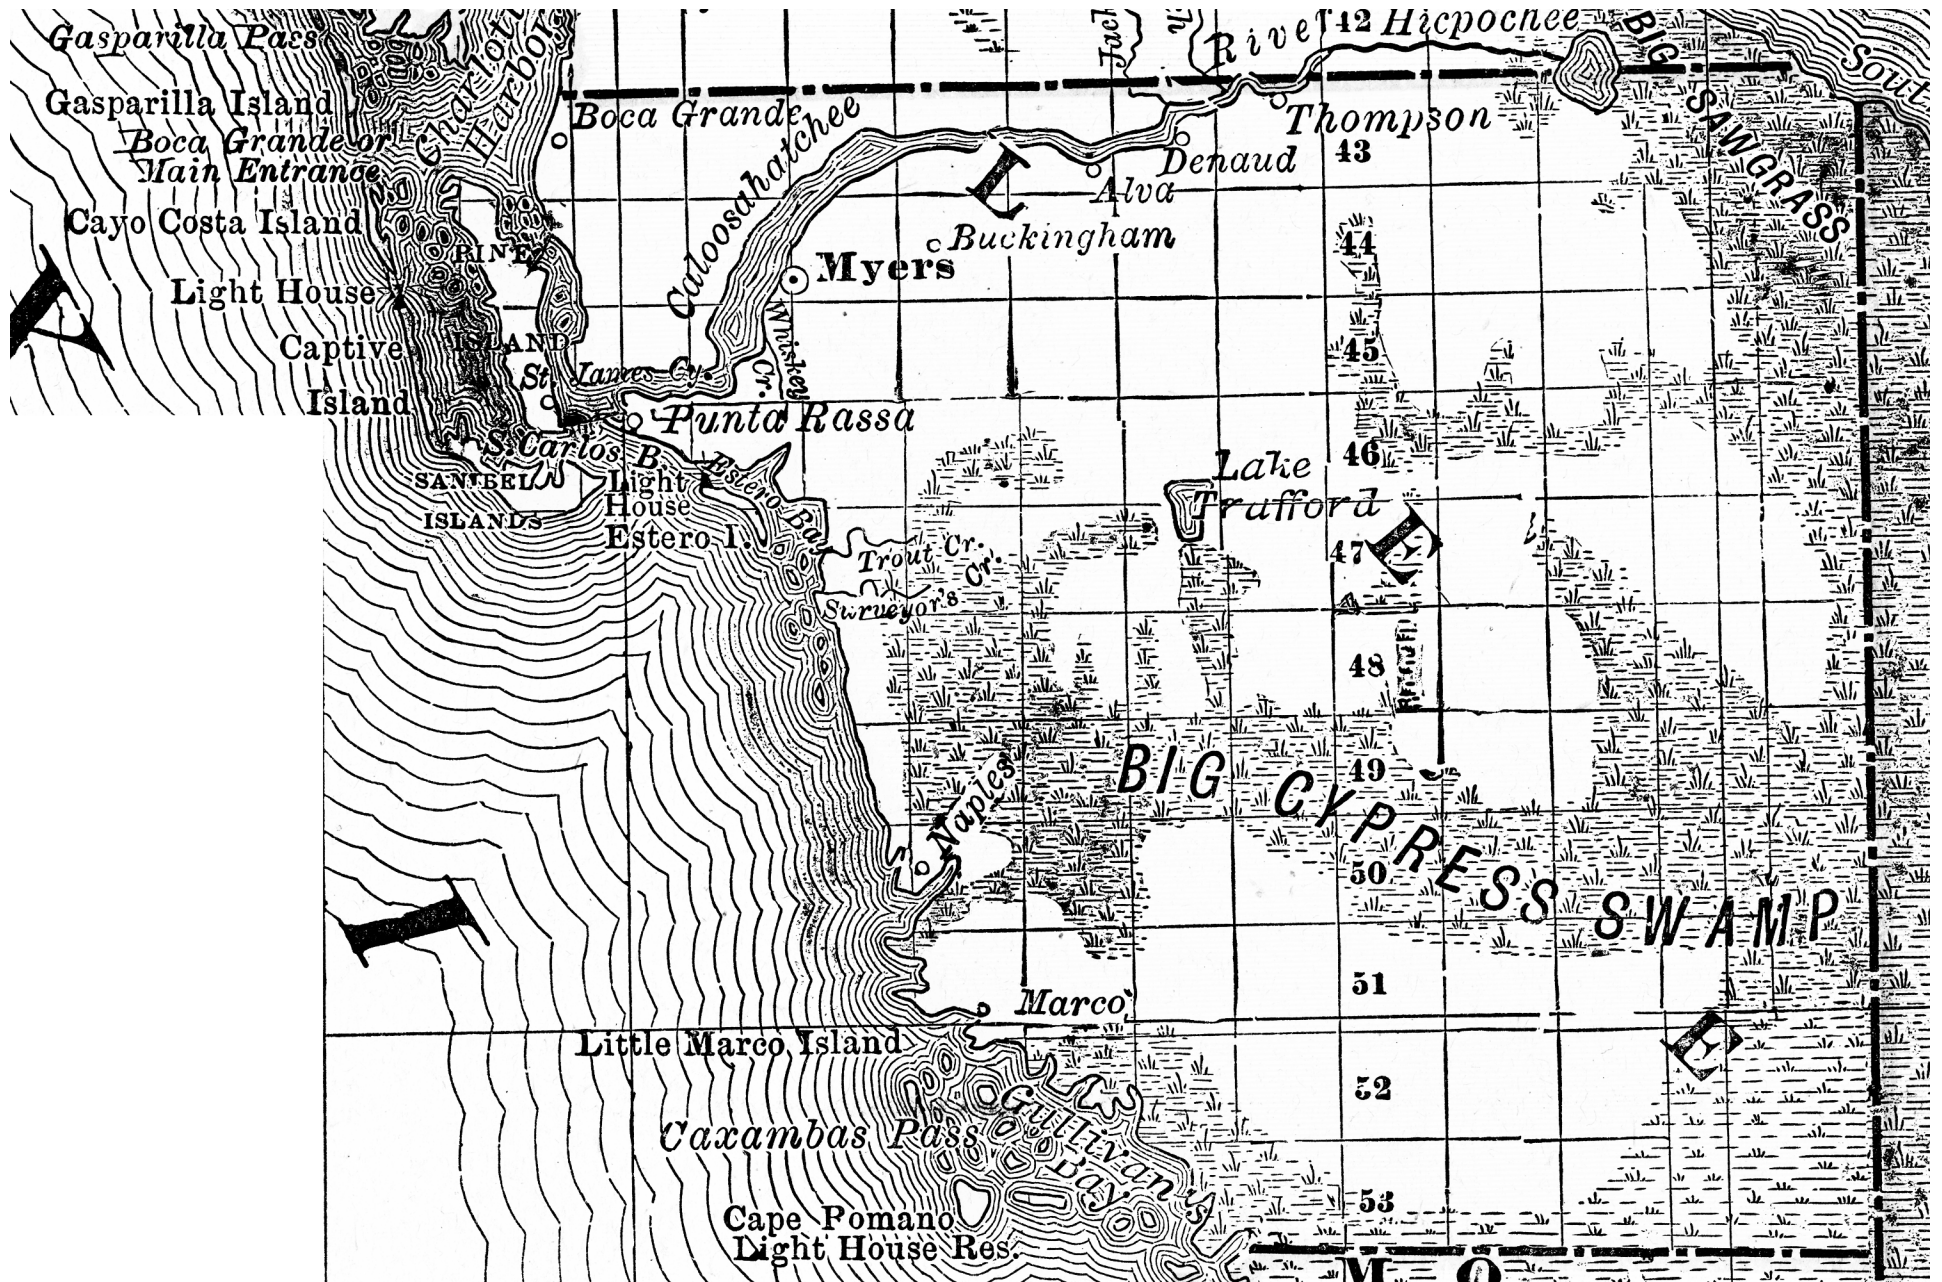 Gasparilla Pass
Charlotte
Harbor
Gasparilla Island
Boca Grande or
Main Entrance
Cayo Costa Island
Light House
Captive
Island
PINE
ISLAND
St.
James Cy.
Boca Grande
Caloosahatchee
River
42
Hicpochee
BIG
SAWGRASS
Thompson
43
Denaud
Alva
L
Buckingham
44
Myers
Whiskey
Cr.
45
A
Punta Rassa
S. Carlos B.
SANIBEL
ISLANDS
Light
House
Estero I.
Estero Bay
46
Lake
Trafford
47
E
Trout Cr.
Surveyor's
Cr.
48
Naples
BIG CYPRESS SWAMP
49
50
I
51
Marco
Little Marco Island
E
52
Caxambas Pass
Gullivan's
Bay
53
Cape Pomano
Light House Res.
M O